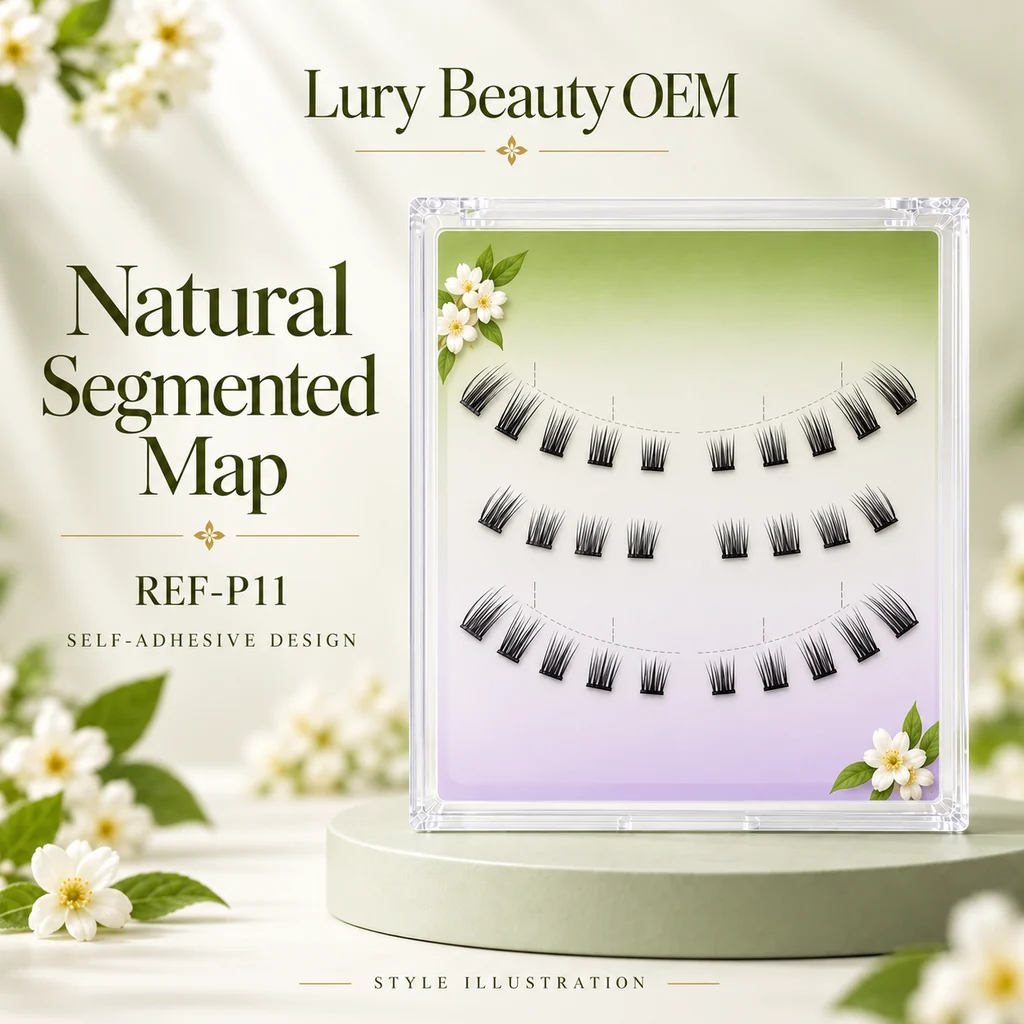 Lury Beauty OEM
Natural
Segmented
Map
REF-P11
SELF-ADHESIVE DESIGN
STYLE ILLUSTRATION